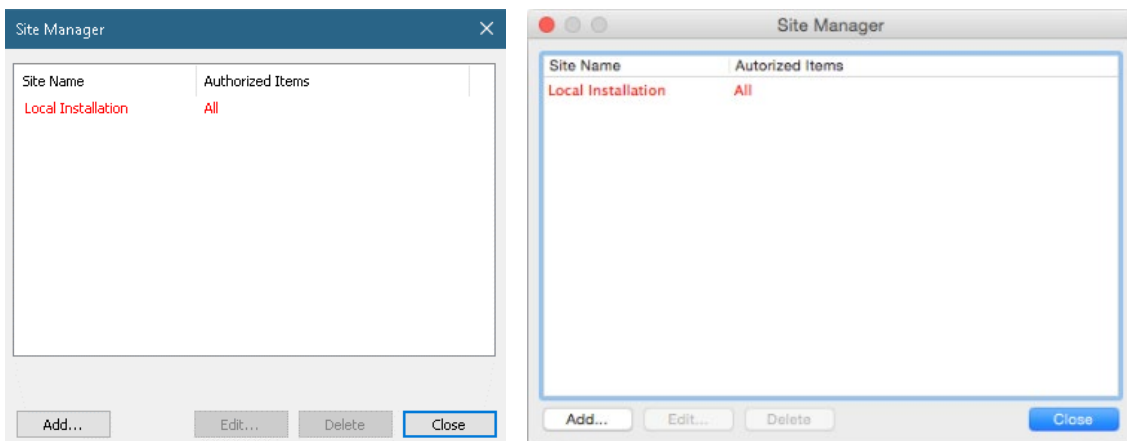 Site Manager
Site Name Authorized Items
Local Installation All
Add... Edit... Delete Close
Site Manager
Site Name Autorized Items
Local Installation All
Add... Edit... Delete Close